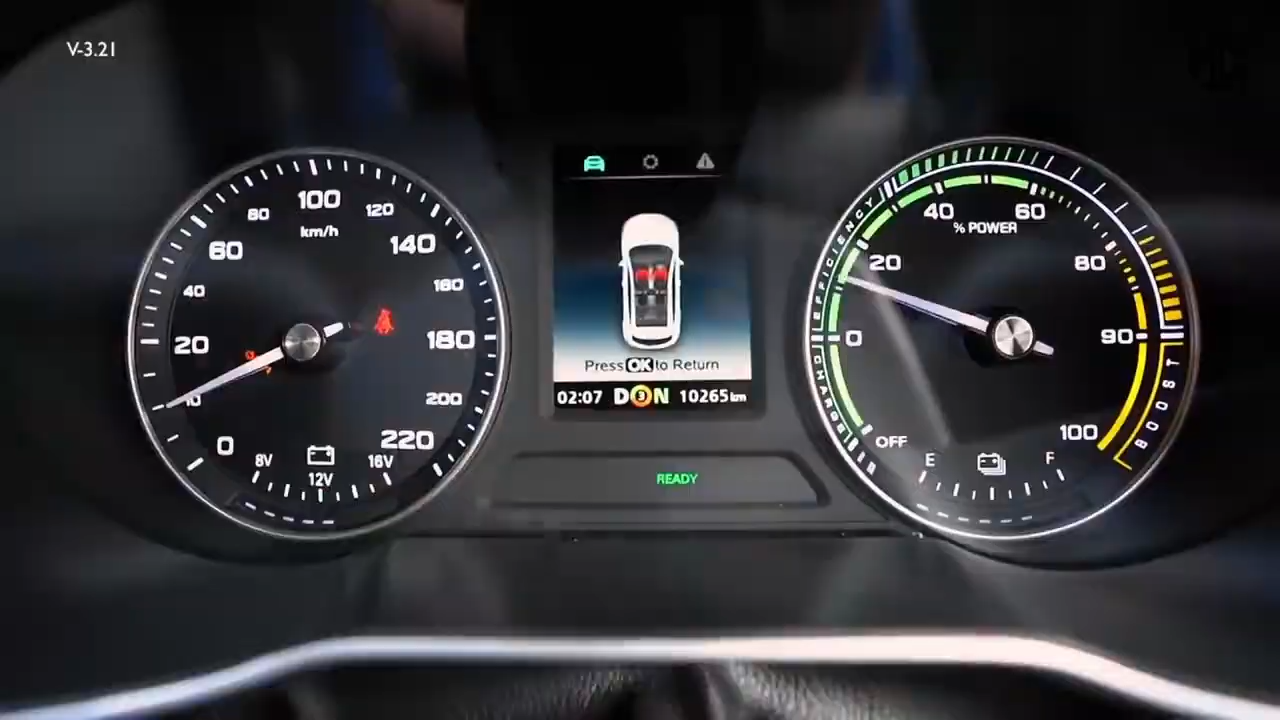 V-3.21
100
80
120
km/h
60
140
40
160
20
180
10
200
0
220
8V
12V
16V
Press OK to Return
02:07 D 3 N 10265km
READY
EFFICIENCY
40
60
% POWER
20
80
0
90
CHARGE
BOOST
100
OFF
E
F